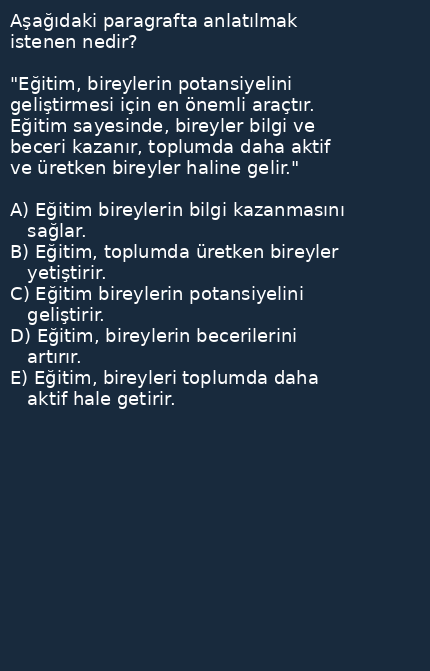 Aşağıdaki paragrafta anlatılmak
istenen nedir?
"Eğitim, bireylerin potansiyelini
geliştirmesi için en önemli araçtır.
Eğitim sayesinde, bireyler bilgi ve
beceri kazanır, toplumda daha aktif
ve üretken bireyler haline gelir."
A) Eğitim bireylerin bilgi kazanmasını
sağlar.
B) Eğitim, toplumda üretken bireyler
yetiştirir.
C) Eğitim bireylerin potansiyelini
geliştirir.
D) Eğitim, bireylerin becerilerini
artırır.
E) Eğitim, bireyleri toplumda daha
aktif hale getirir.